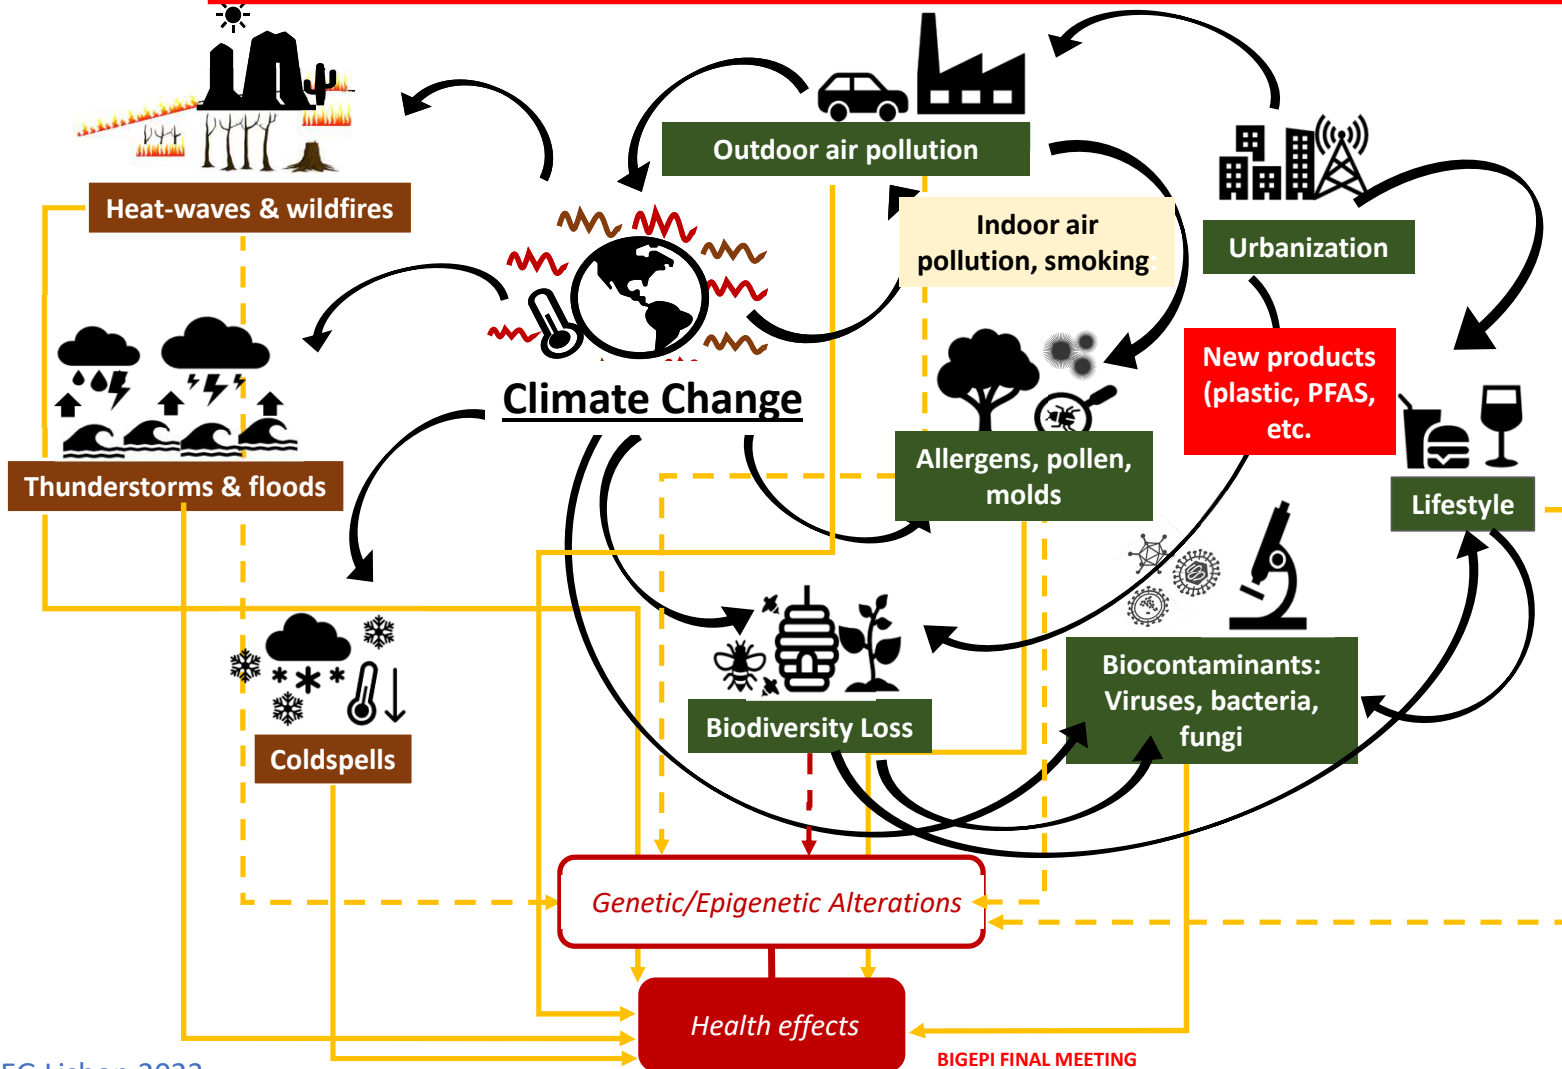 Outdoor air pollution
Heat-waves & wildfires
Indoor air
pollution, smoking:
Urbanization
New products
(plastic, PFAS,
etc.
Climate Change
Allergens, pollen,
molds
Thunderstorms & floods
Lifestyle
Biocontaminants:
Viruses, bacteria,
fungi
Biodiversity Loss
Coldspells
Genetic/Epigenetic Alterations
Health effects
BIGEPI FINAL MEETING
Lisbon 2022